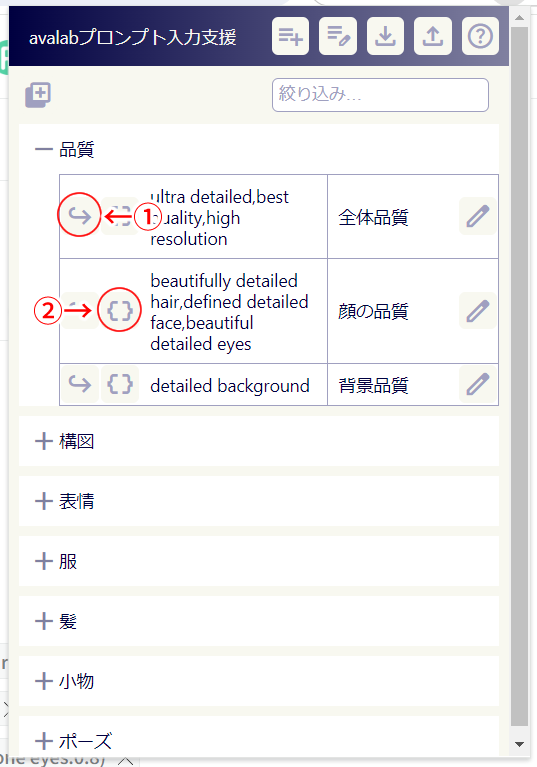 avalabプロンプト入力支援
絞り込み...
品質
ultra detailed,best
quality,high
resolution
全体品質
①
beautifully detailed
hair,defined detailed
face,beautiful
detailed eyes
顔の品質
②
detailed background
背景品質
構図
表情
服
髪
小物
ポーズ
one eyes:0.8)